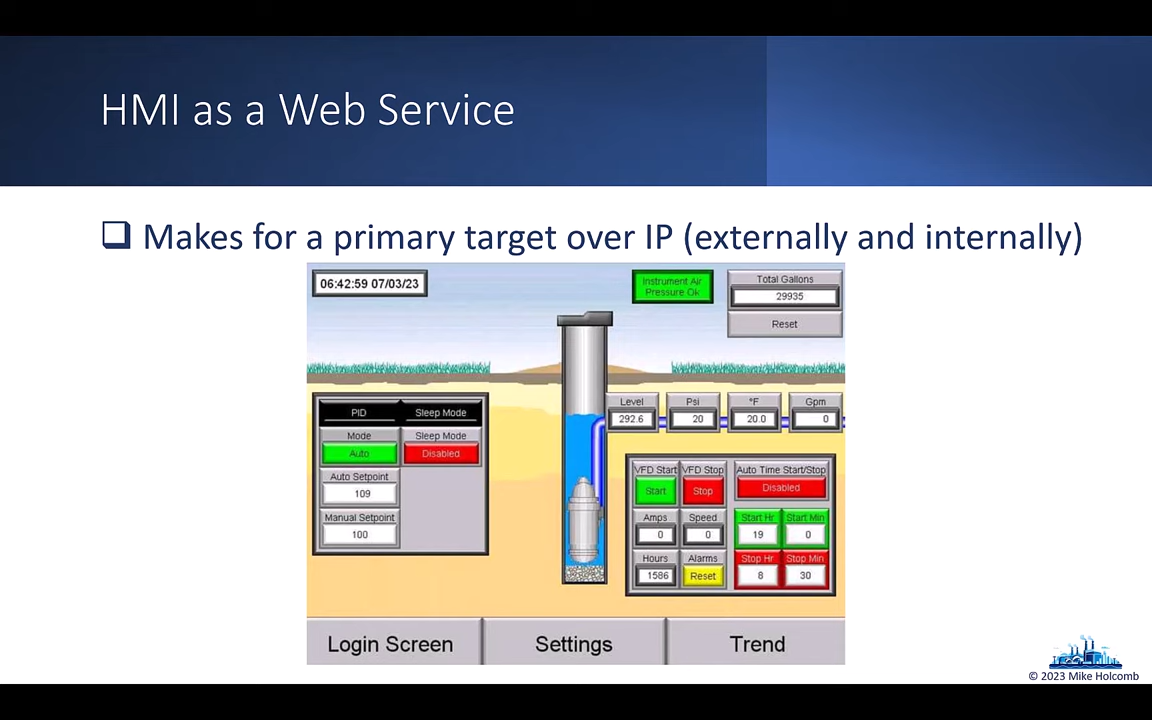 HMI as a Web Service
❑ Makes for a primary target over IP (externally and internally)
06:42:59 07/03/23
Instrument Air
Pressure Ok
Total Gallons
29935
Reset
PID
Sleep Mode
Mode
Sleep Mode
Auto
Disabled
Auto Setpoint
109
Manual Setpoint
100
Level
Psi
°F
Gpm
292.6
20
20.0
0
VFD Start
VFD Stop
Start
Stop
Amps
Speed
0
0
Hours
Alarms
1586
Reset
Auto Time Start/Stop
Disabled
Start Hr
Start Min
19
0
Stop Hr
Stop Min
8
30
Login Screen
Settings
Trend
© 2023 Mike Holcomb